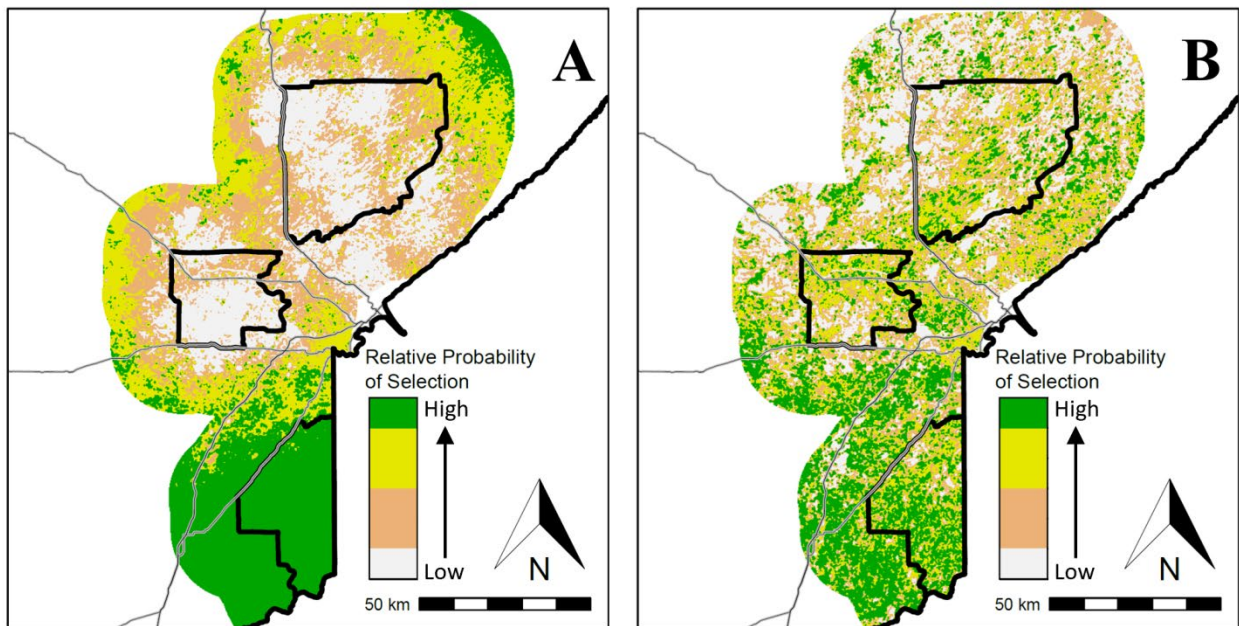 A
Relative Probability
of Selection
High
Low
N
50 km
B
Relative Probability
of Selection
High
Low
N
50 km